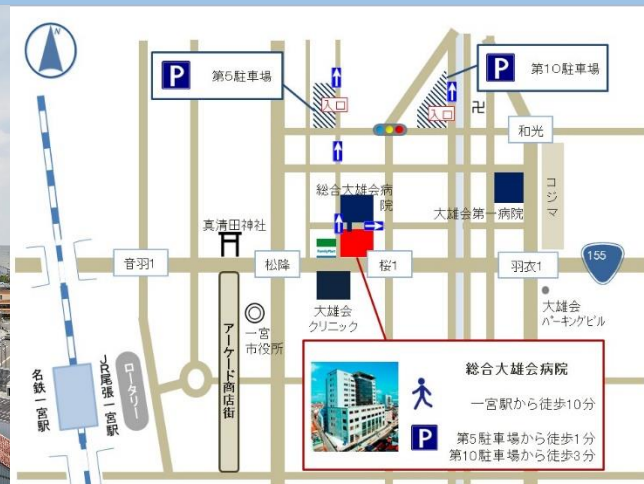 N
P 第5駐車場
P 第10駐車場
入口
入口
卍
和光
コジマ
総合大雄会病院
大雄会第一病院
真清田神社
FamilyMart
音羽1
松降
桜1
羽衣1
155
大雄会
クリニック
大雄会
パーキングビル
一宮
市役所
アーケード商店街
ロータリー
JR尾張一宮駅
名鉄一宮駅
総合大雄会病院
一宮駅から徒歩10分
P
第5駐車場から徒歩1分
第10駐車場から徒歩3分